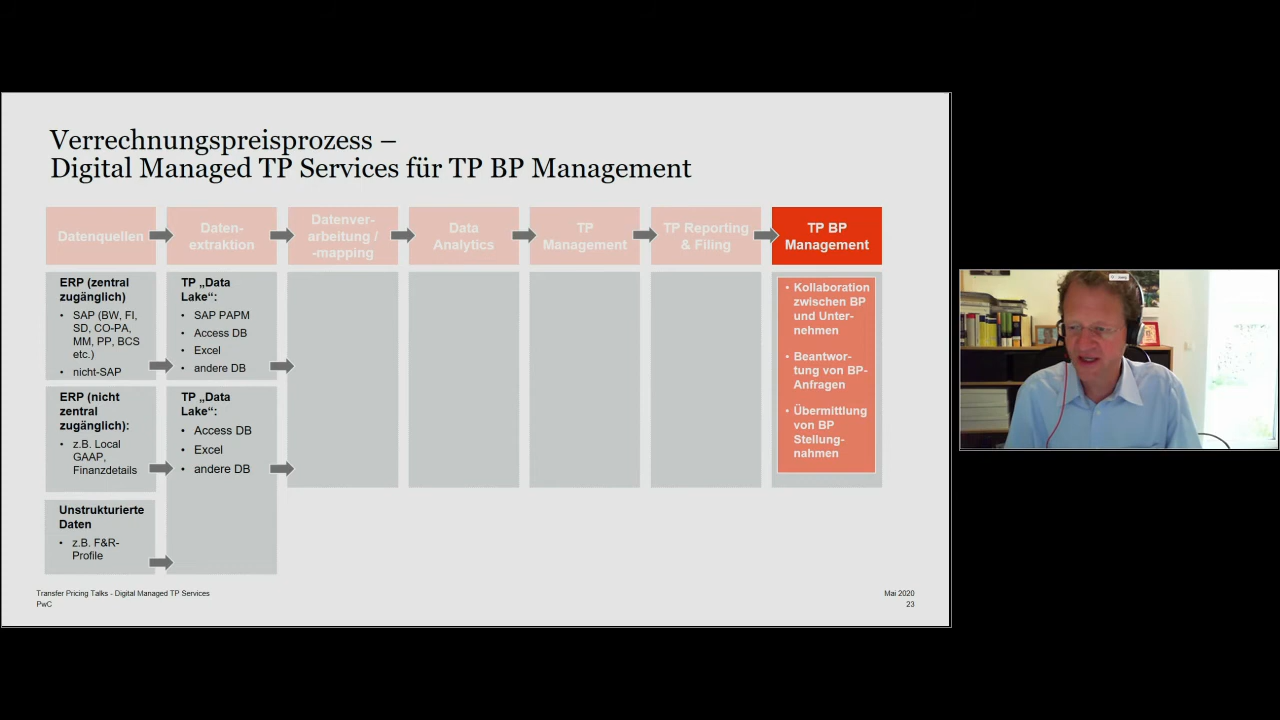 Verrechnungspreisprozess –
Digital Managed TP Services für TP BP Management
Datenquellen
Daten-
extraktion
Datenver-
arbeitung /
-mapping
Data
Analytics
TP
Management
TP Reporting
& Filing
TP BP
Management
ERP (zentral
zugänglich)
• SAP (BW, FI,
SD, CO-PA,
MM, PP, BCS
etc.)
• nicht-SAP
ERP (nicht
zentral
zugänglich):
• z.B. Local
GAAP,
Finanzdetails
Unstrukturierte
Daten
• z.B. F&R-
Profile
TP „Data
Lake“:
• SAP PAPM
• Access DB
• Excel
• andere DB
TP „Data
Lake“:
• Access DB
• Excel
• andere DB
• Kollaboration
zwischen BP
und Unter-
nehmen
• Beantwor-
tung von BP-
Anfragen
• Übermittlung
von BP
Stellung-
nahmen
Transfer Pricing Talks - Digital Managed TP Services
PwC
Mai 2020
23